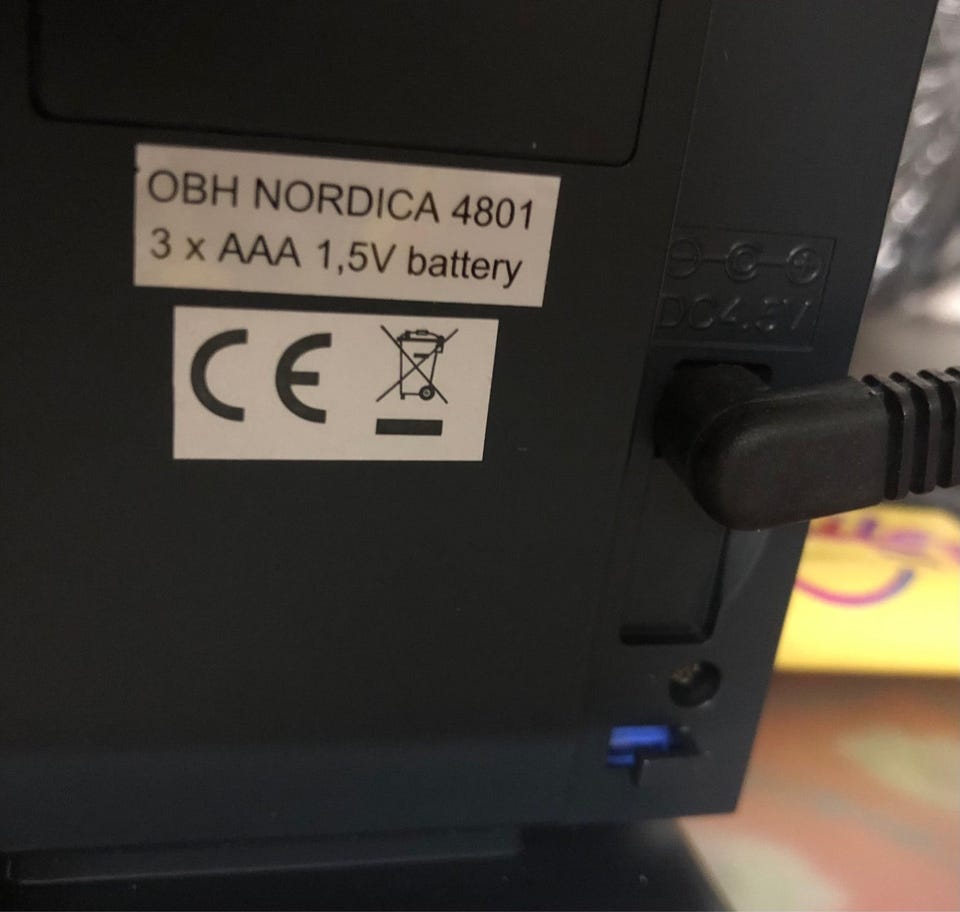 OBH NORDICA 4801
3 x AAA 1,5V battery
CE
DC4.5V